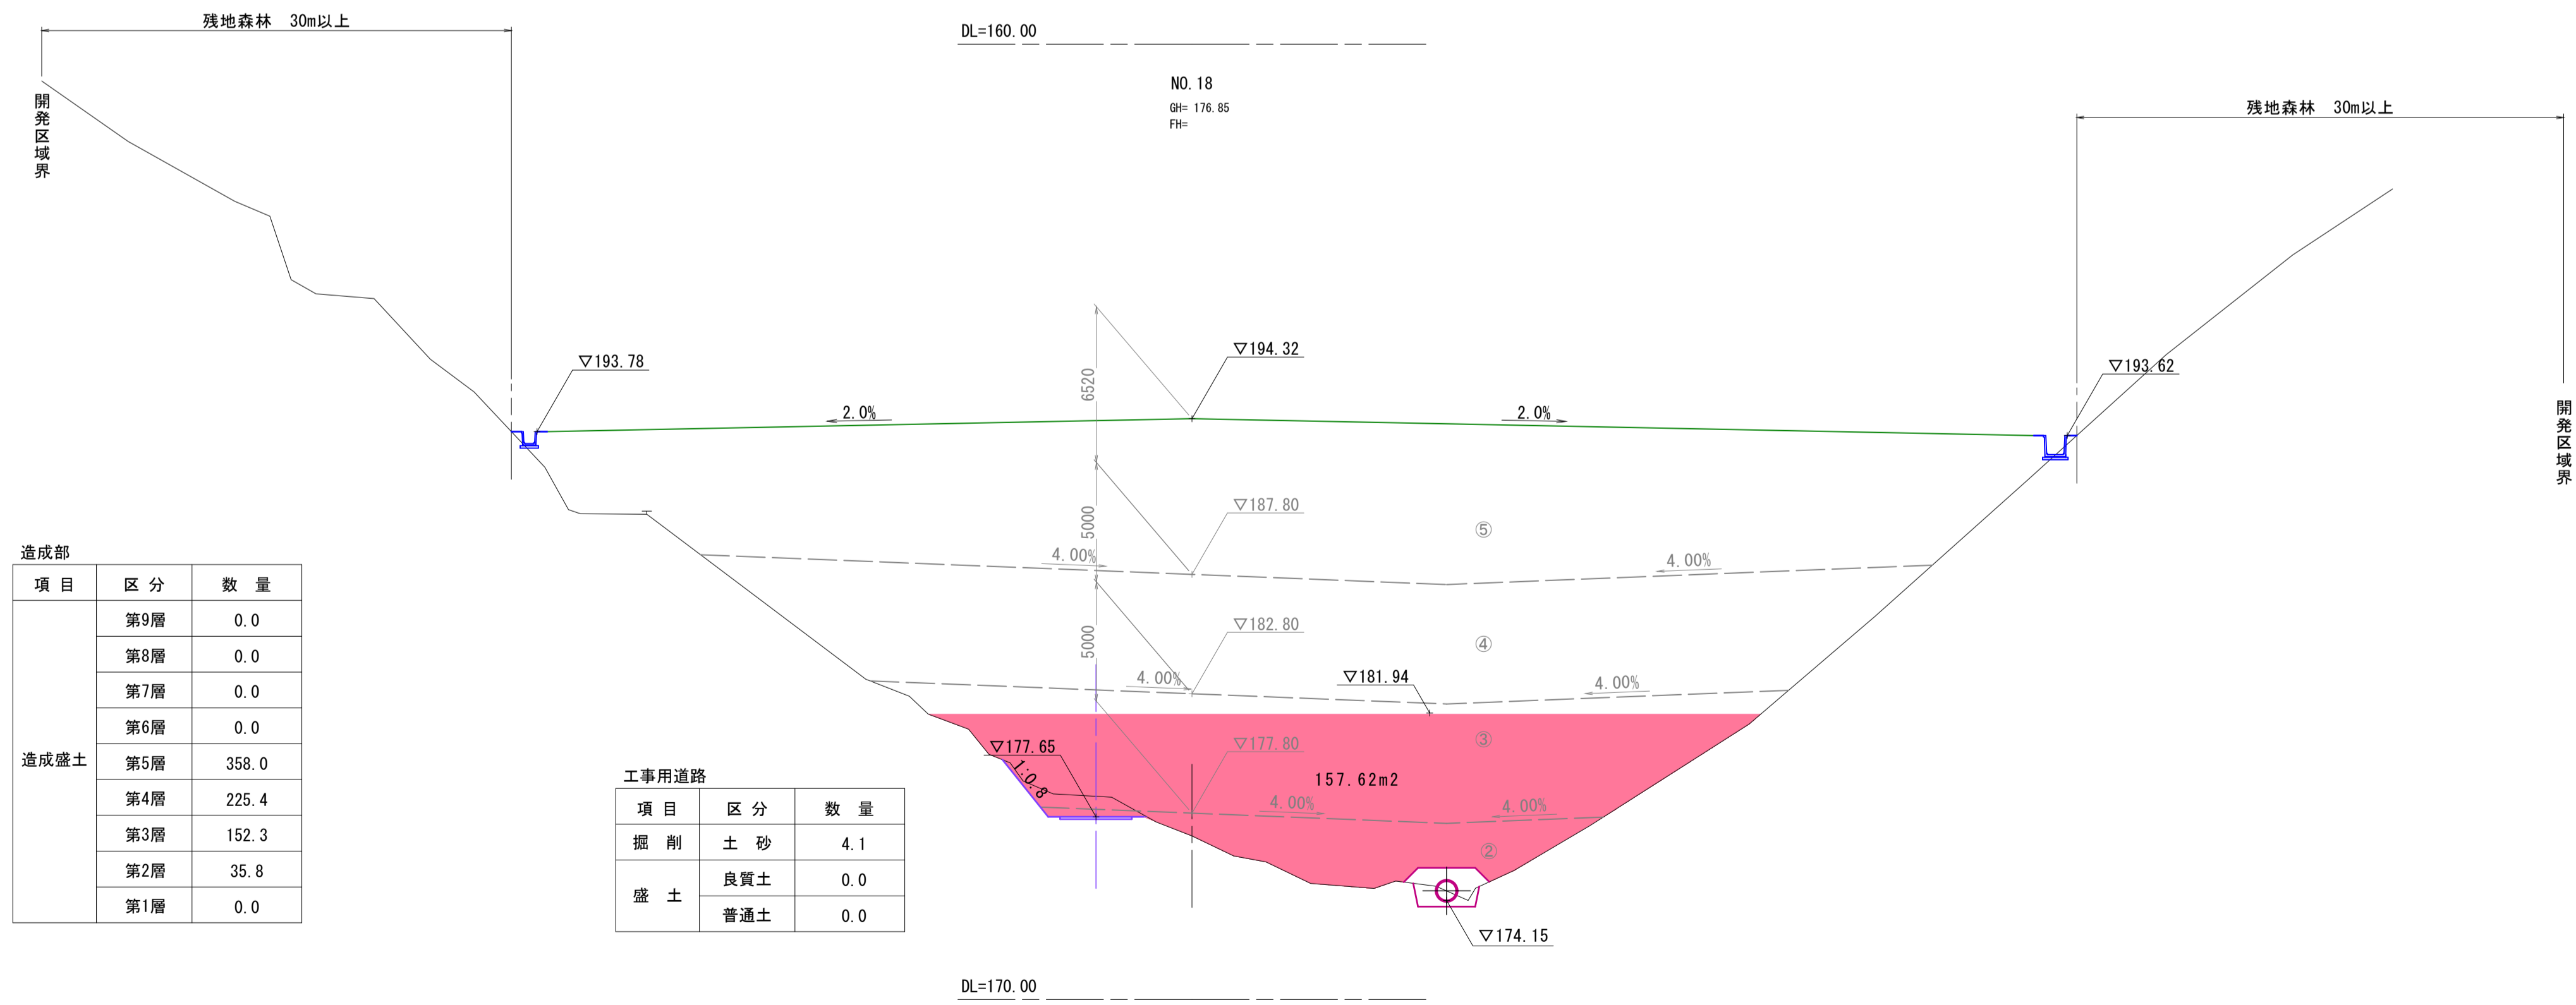 残地森林 30m以上
DL=160.00
NO.18
GH= 176.85
FH=
残地森林 30m以上
開発区域界
開発区域界
▽193.78
▽194.32
▽193.62
2.0%
2.0%
6520
5000
5000
▽187.80
⑤
4.00%
4.00%
▽182.80
④
4.00%
4.00%
▽181.94
▽177.65
▽177.80
③
1:0.8
157.62m2
4.00%
4.00%
②
▽174.15
造成部
項 目 区 分 数 量
造成盛土
第9層 0.0
第8層 0.0
第7層 0.0
第6層 0.0
第5層 358.0
第4層 225.4
第3層 152.3
第2層 35.8
第1層 0.0
工事用道路
項 目 区 分 数 量
掘 削 土 砂 4.1
盛 土
良質土 0.0
普通土 0.0
DL=170.00